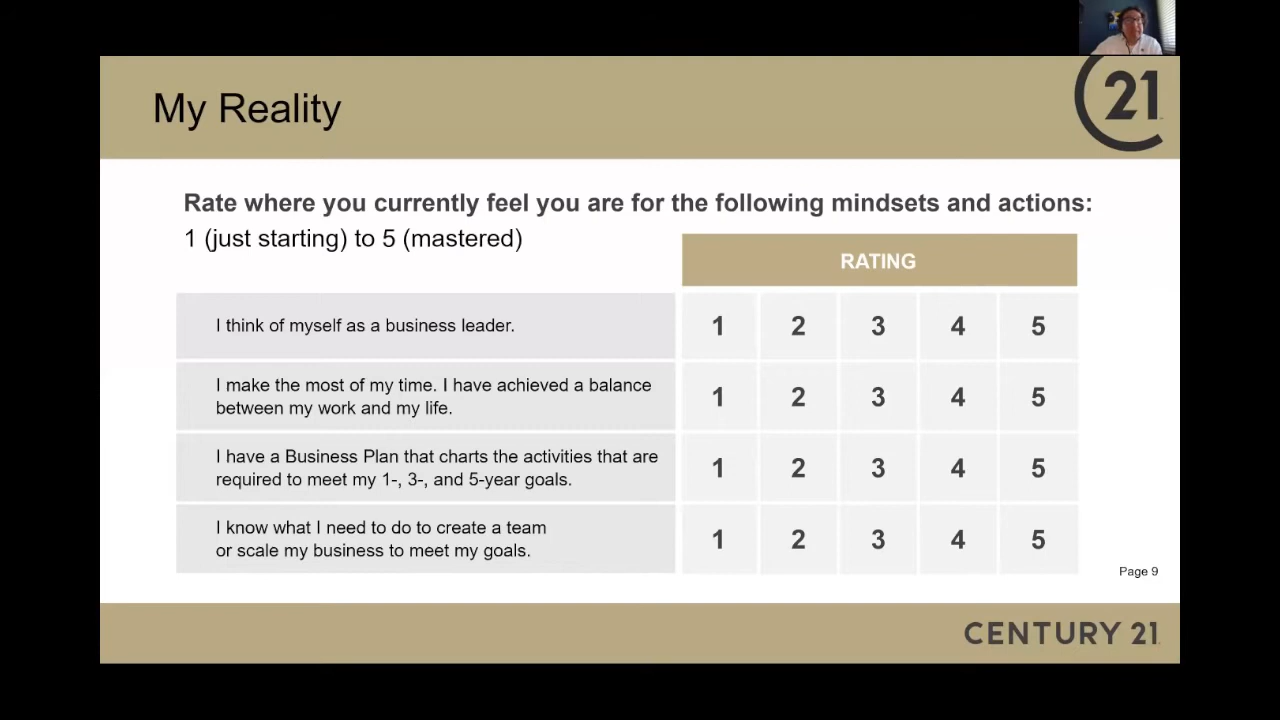 My Reality
21
Rate where you currently feel you are for the following mindsets and actions:
1 (just starting) to 5 (mastered)
RATING
I think of myself as a business leader.
1 2 3 4 5
I make the most of my time. I have achieved a balance
between my work and my life.
1 2 3 4 5
I have a Business Plan that charts the activities that are
required to meet my 1-, 3-, and 5-year goals.
1 2 3 4 5
I know what I need to do to create a team
or scale my business to meet my goals.
1 2 3 4 5
Page 9
CENTURY 21